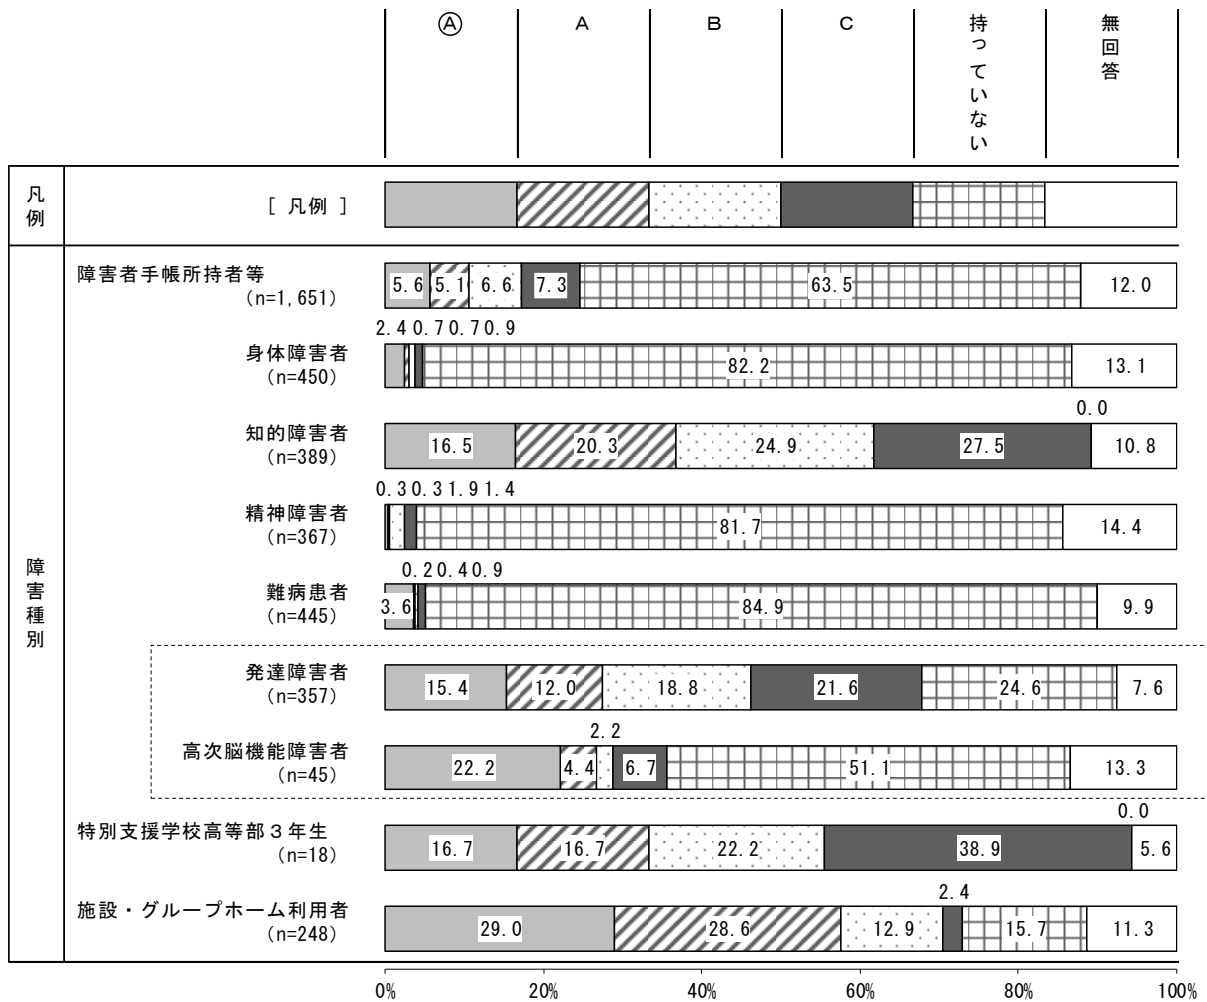 Ⓐ
A
B
C
持っていない
無回答
凡例
[ 凡例 ]
障害種別
障害者手帳所持者等
(n=1,651)
5.6 5.1 6.6 7.3 63.5 12.0
2.4 0.7 0.7 0.9
身体障害者
(n=450)
82.2 13.1
0.0
知的障害者
(n=389)
16.5 20.3 24.9 27.5 10.8
0.3 0.3 1.9 1.4
精神障害者
(n=367)
81.7 14.4
0.2 0.4 0.9
難病患者
(n=445)
3.6 84.9 9.9
発達障害者
(n=357)
15.4 12.0 18.8 21.6 24.6 7.6
2.2
高次脳機能障害者
(n=45)
22.2 4.4 6.7 51.1 13.3
0.0
特別支援学校高等部3年生
(n=18)
16.7 16.7 22.2 38.9 5.6
2.4
施設・グループホーム利用者
(n=248)
29.0 28.6 12.9 15.7 11.3
0% 20% 40% 60% 80% 100%